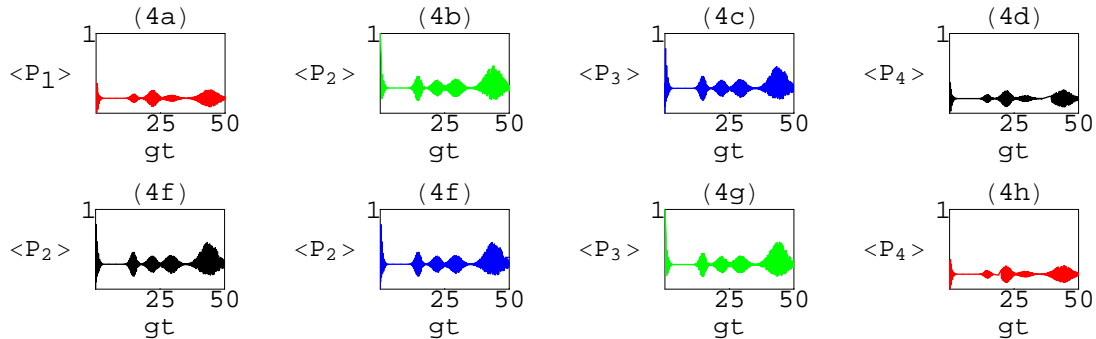 (4a) (4b) (4c) (4d)
1 1 1 1
<P1> <P2> <P3> <P4>
25 50 25 50 25 50 25 50
gt gt gt gt
(4f) (4f) (4g) (4h)
1 1 1 1
<P2> <P2> <P3> <P4>
25 50 25 50 25 50 25 50
gt gt gt gt